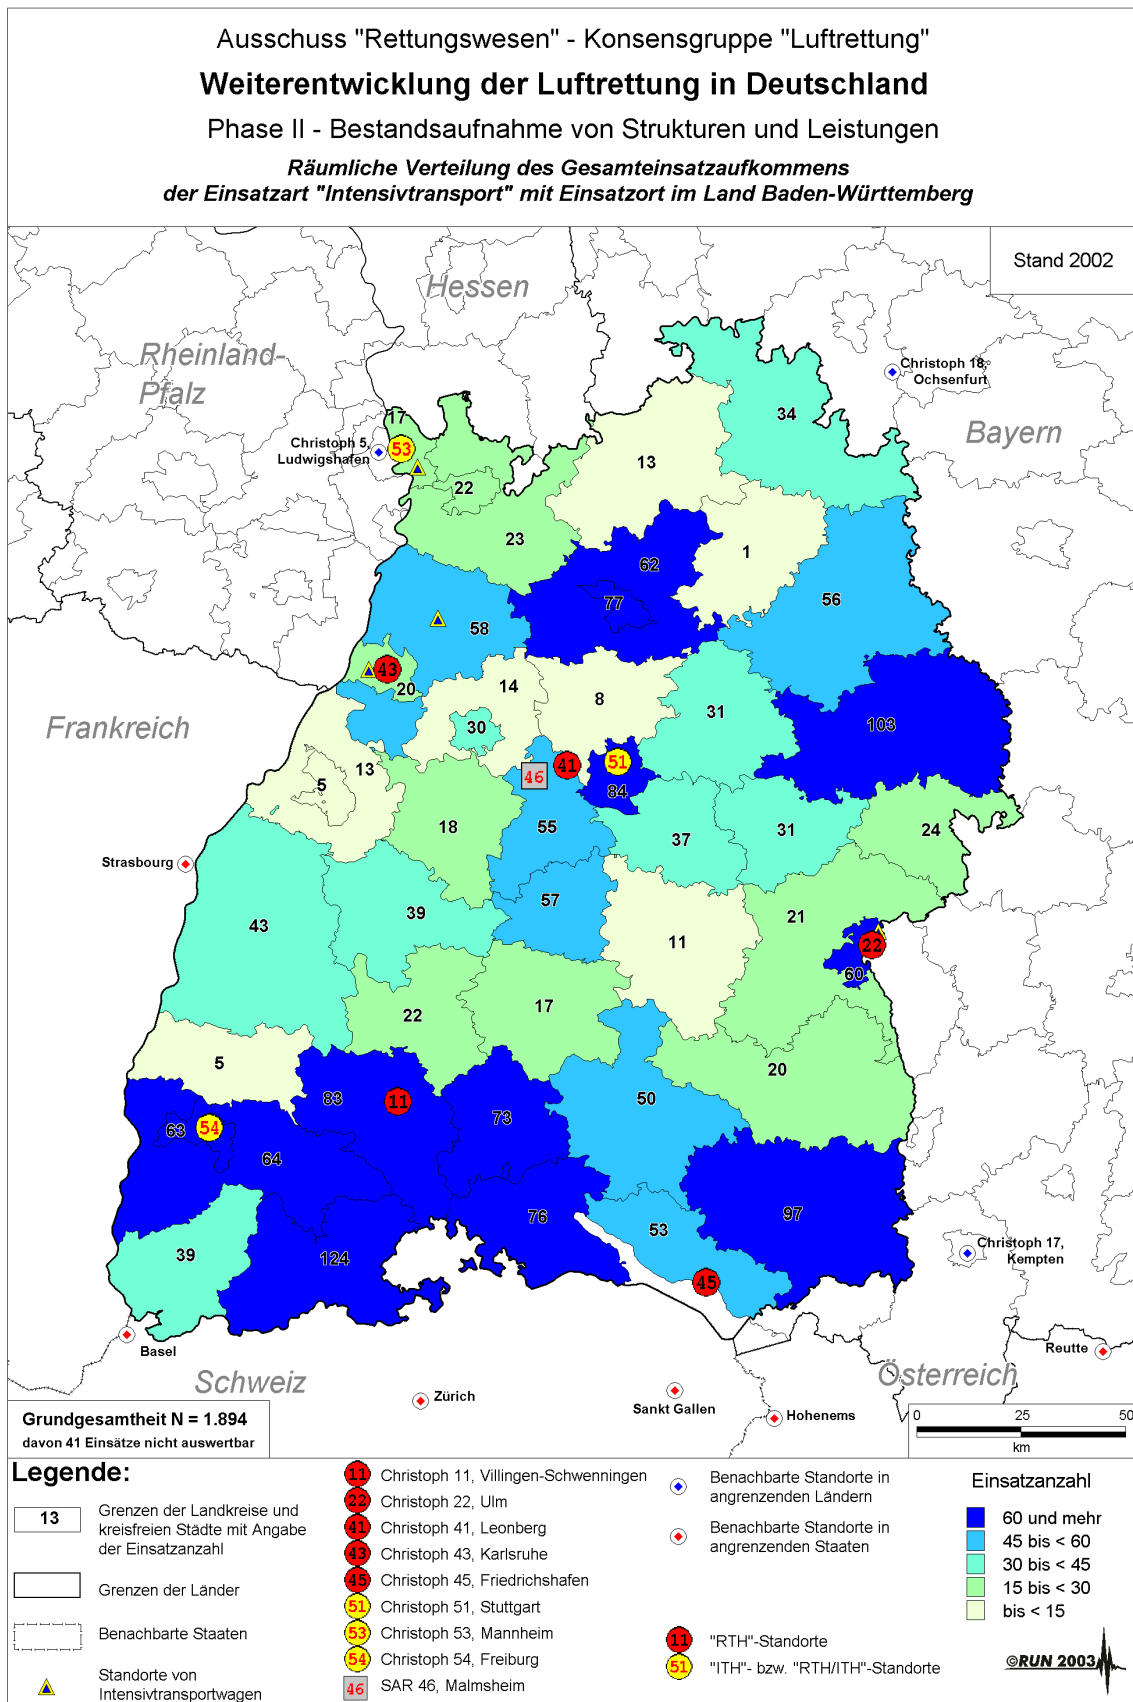 Ausschuss "Rettungswesen" - Konsensgruppe "Luftrettung"
Weiterentwicklung der Luftrettung in Deutschland
Phase II - Bestandsaufnahme von Strukturen und Leistungen
Räumliche Verteilung des Gesamteinsatzaufkommens
der Einsatzart "Intensivtransport" mit Einsatzort im Land Baden-Württemberg
Stand 2002
Hessen
Rheinland-
Pfalz
Christoph 18,
Ochsenfurt
Bayern
4
17
34
Christoph 5,
Ludwigshafen
53
13
22
23
1
62
77
56
58
43
20
14
8
31
103
Frankreich
30
13
5
46
41
51
84
18
55
37
31
24
Strasbourg
57
39
43
21
11
22
60
22
17
5
20
83
11
50
73
63
54
64
97
76
53
39
124
45
Christoph 17,
Kempten
Basel
Reutte
Schweiz
Österreich
Zürich
Sankt Gallen
Hohenems
0 25 50
km
Grundgesamtheit N = 1.894
davon 41 Einsätze nicht auswertbar
Legende:
13
Grenzen der Landkreise und
kreisfreien Städte mit Angabe
der Einsatzanzahl
Grenzen der Länder
Benachbarte Staaten
Standorte von
Intensivtransportwagen
11 Christoph 11, Villingen-Schwenningen
22 Christoph 22, Ulm
41 Christoph 41, Leonberg
43 Christoph 43, Karlsruhe
45 Christoph 45, Friedrichshafen
51 Christoph 51, Stuttgart
53 Christoph 53, Mannheim
54 Christoph 54, Freiburg
46 SAR 46, Malmsheim
Benachbarte Standorte in
angrenzenden Ländern
Benachbarte Standorte in
angrenzenden Staaten
11 "RTH"-Standorte
51 "ITH"- bzw. "RTH/ITH"-Standorte
Einsatzanzahl
60 und mehr
45 bis < 60
30 bis < 45
15 bis < 30
bis < 15
©RUN 2003